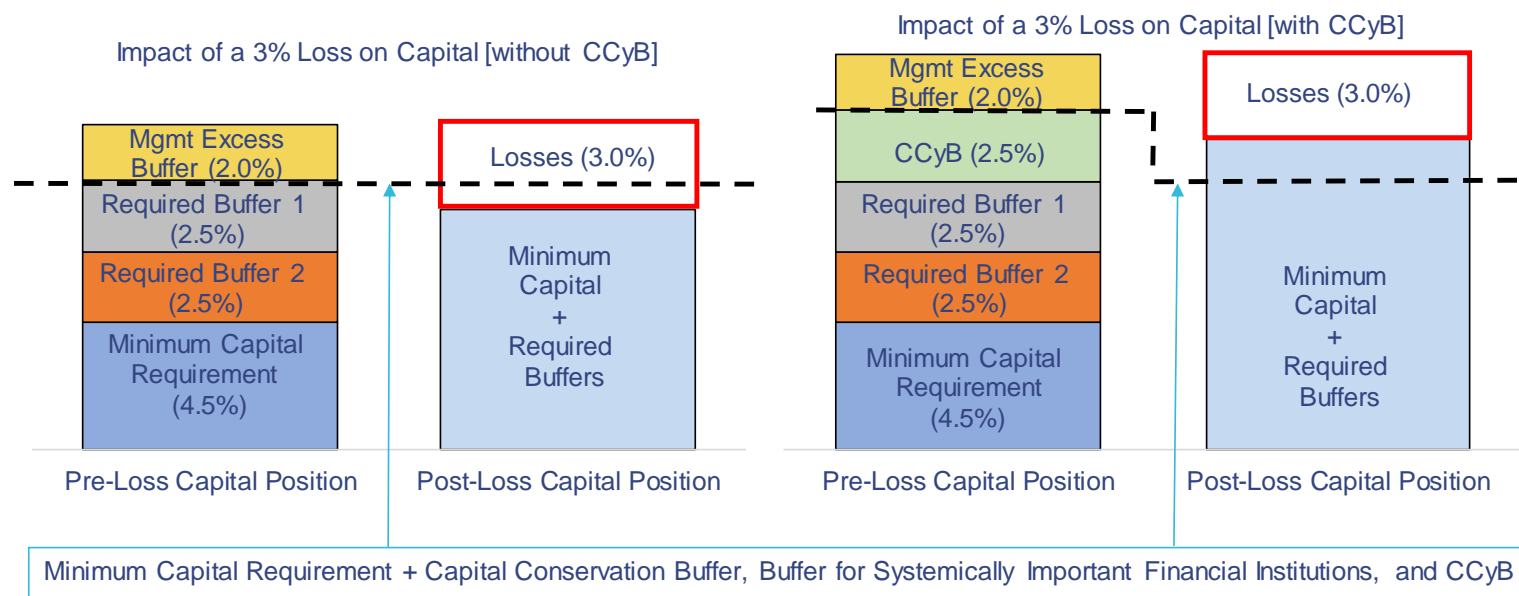 Impact of a 3% Loss on Capital [without CCyB]
Mgmt Excess
Buffer (2.0%)
Required Buffer 1
(2.5%)
Required Buffer 2
(2.5%)
Minimum Capital
Requirement
(4.5%)
Losses (3.0%)
Minimum
Capital
+
Required
Buffers
Pre-Loss Capital Position
Post-Loss Capital Position
Impact of a 3% Loss on Capital [with CCyB]
Mgmt Excess
Buffer (2.0%)
CCyB (2.5%)
Required Buffer 1
(2.5%)
Required Buffer 2
(2.5%)
Minimum Capital
Requirement
(4.5%)
Losses (3.0%)
Minimum
Capital
+
Required
Buffers
Pre-Loss Capital Position
Post-Loss Capital Position
Minimum Capital Requirement + Capital Conservation Buffer, Buffer for Systemically Important Financial Institutions, and CCyB